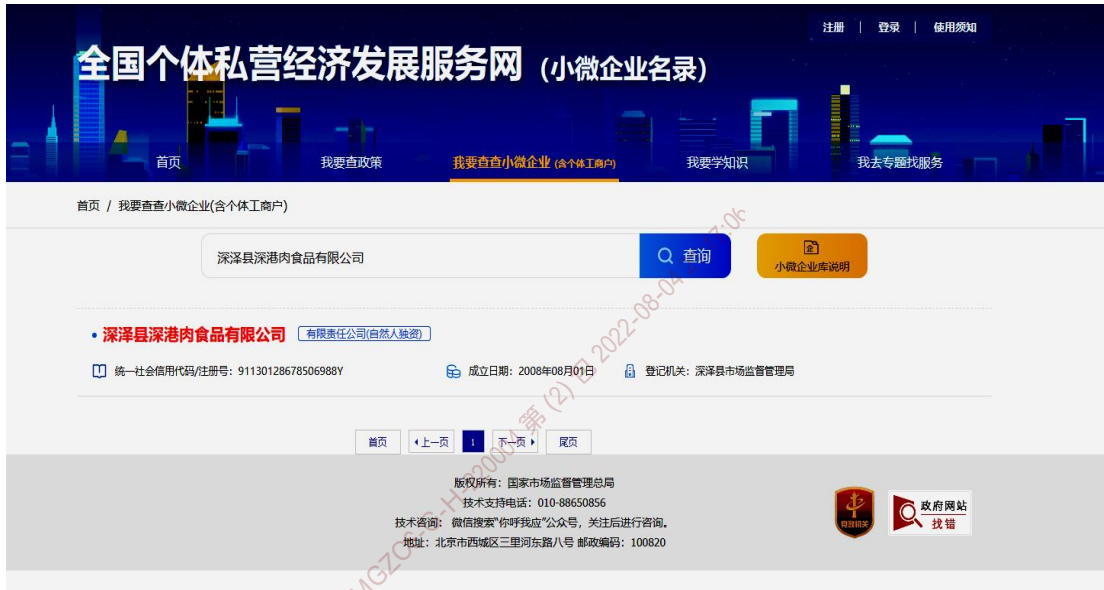 注册 | 登录 | 使用须知
全国个体私营经济发展服务网（小微企业名录）
首页 我要查政策 我要查查小微企业 (含个体工商户) 我要学知识 我去专题找服务
首页 / 我要查查小微企业(含个体工商户)
深泽县深港肉食品有限公司 查询 小微企业库说明
• 深泽县深港肉食品有限公司 有限责任公司(自然人独资)
统一社会信用代码/注册号：91130128678506988Y 成立日期：2008年08月01日 登记机关：深泽县市场监督管理局
首页 上一页 1 下一页 尾页
版权所有：国家市场监督管理总局
技术支持电话：010-88650856
技术咨询： 微信搜索“你呼我应”公众号，关注后进行咨询。
地址：北京市西城区三里河东路八号 邮政编码：100820
党政机关
政府网站
找错